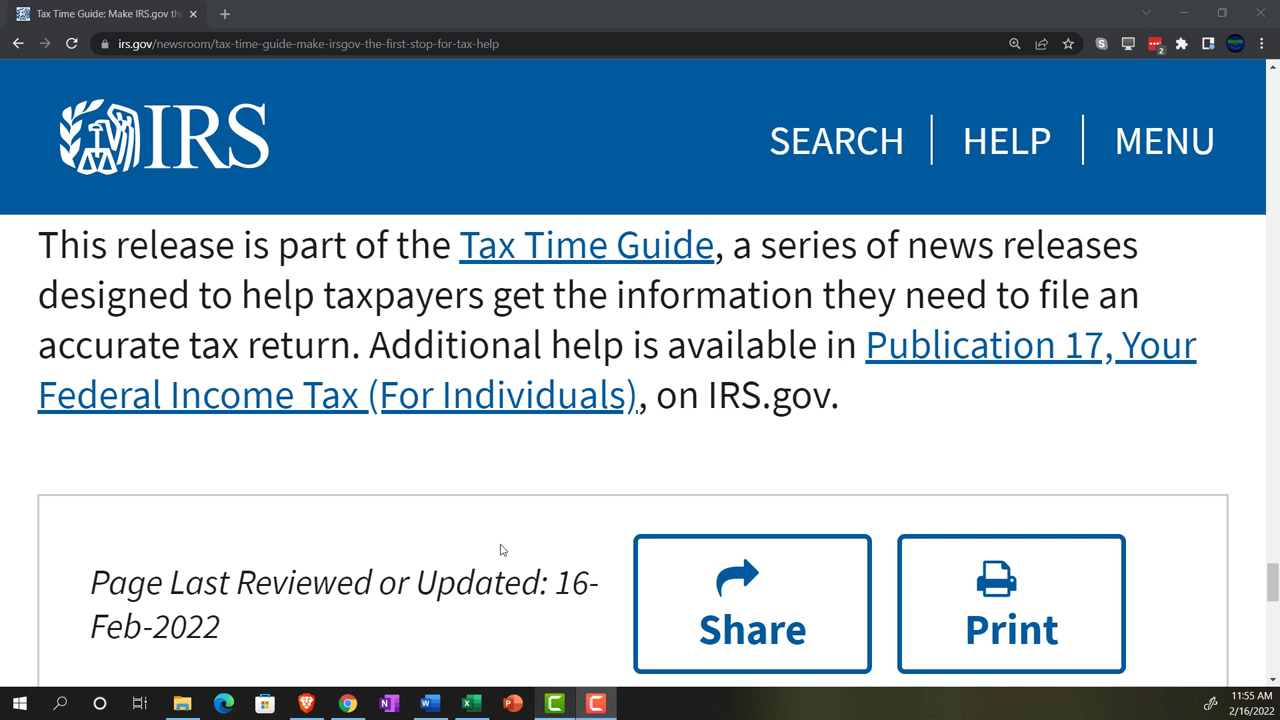 Tax Time Guide: Make IRS.gov the
irs.gov/newsroom/tax-time-guide-make-irsgov-the-first-stop-for-tax-help
2
IRS
SEARCH
HELP
MENU
This release is part of the Tax Time Guide, a series of news releases
designed to help taxpayers get the information they need to file an
accurate tax return. Additional help is available in Publication 17, Your
Federal Income Tax (For Individuals), on IRS.gov.
Page Last Reviewed or Updated: 16-
Feb-2022
Share
Print
11:55 AM
2/16/2022